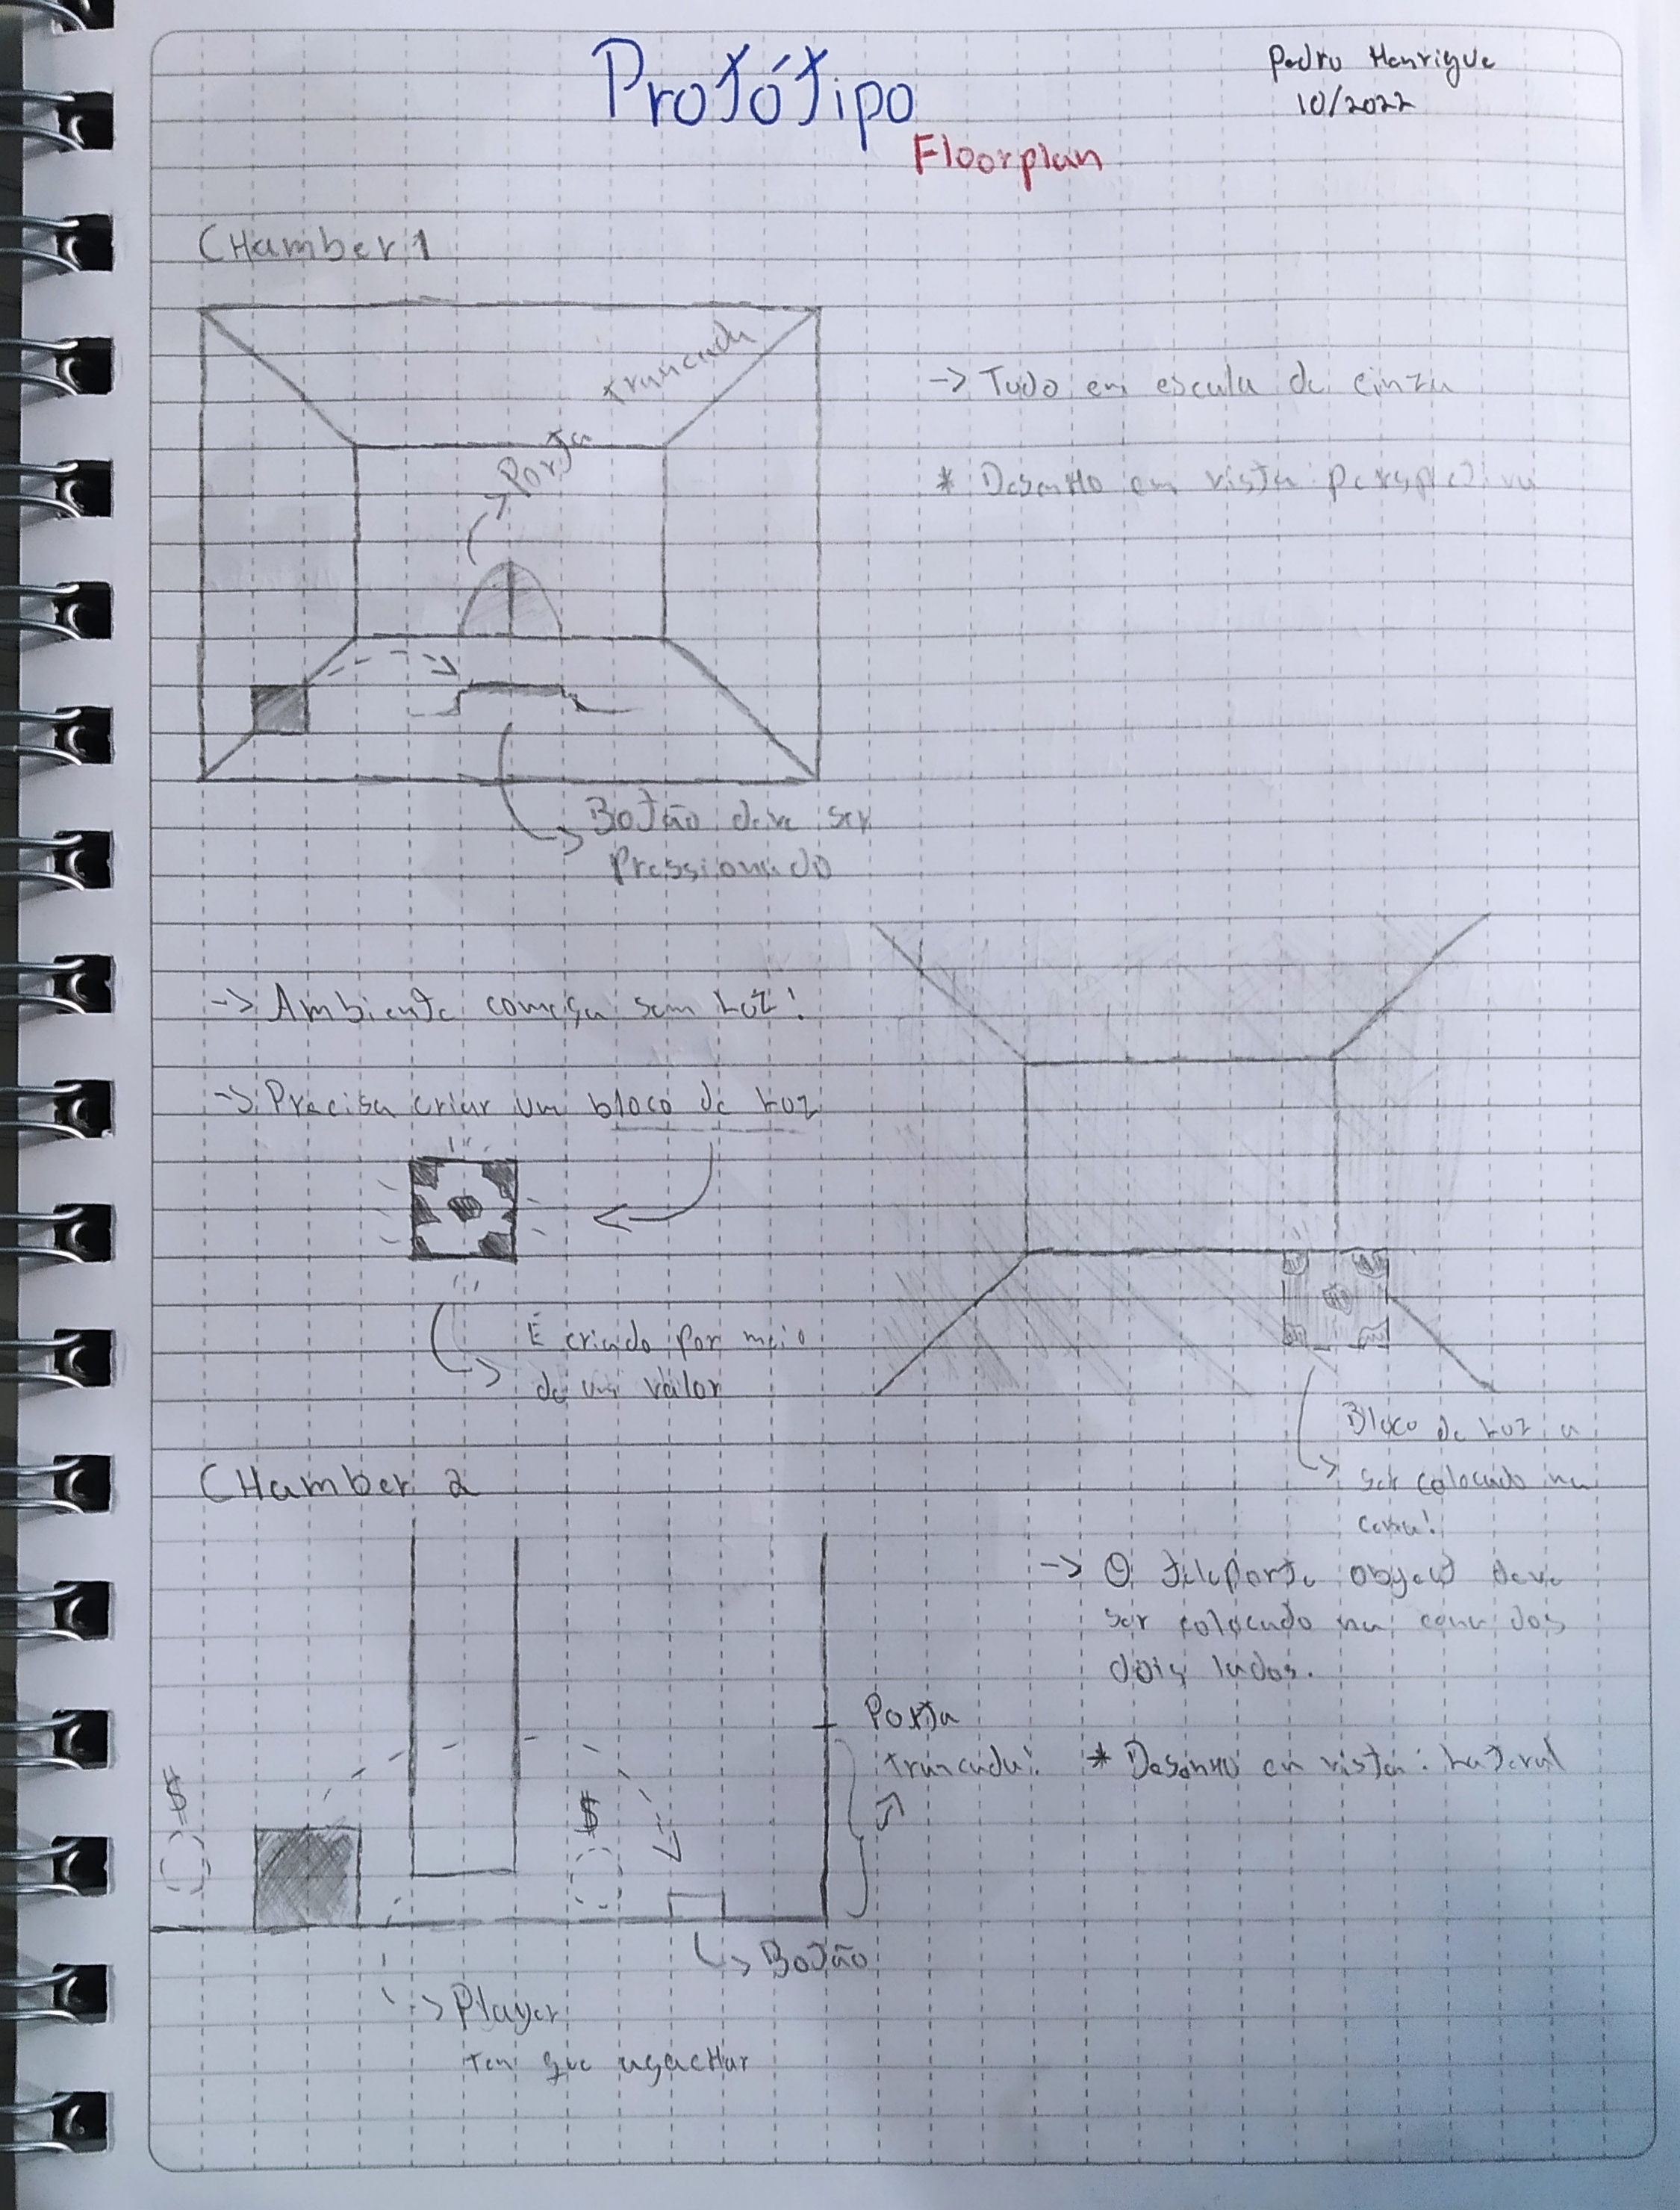 Protótipo
Floorplan
Pedro Henrique
10/2022
CHamber 1
Porta trancada
-> Tudo em escala de cinza
* DesenHo em vista: perspectiva
Botão deve ser
Pressionado
-> Ambiente começa sem Luz!
-> Precisa criar um bloco de Luz
É criado por meio
de um valor
Bloco de Luz a
ser colocado na
cena!
CHamber 2
-> O teleporte object deve
ser colocado na cena dos
dois lados.
Porta
trancada!
* DesenHo em vista: Lateral
$
$
-> Botão
-> Player
tem que agacHar